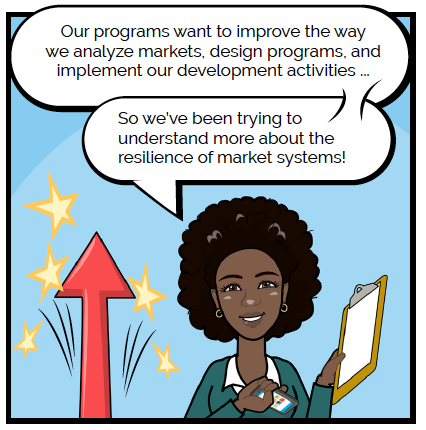 Our programs want to improve the way
we analyze markets, design programs, and
implement our development activities ...
So we've been trying to
understand more about the
resilience of market systems!